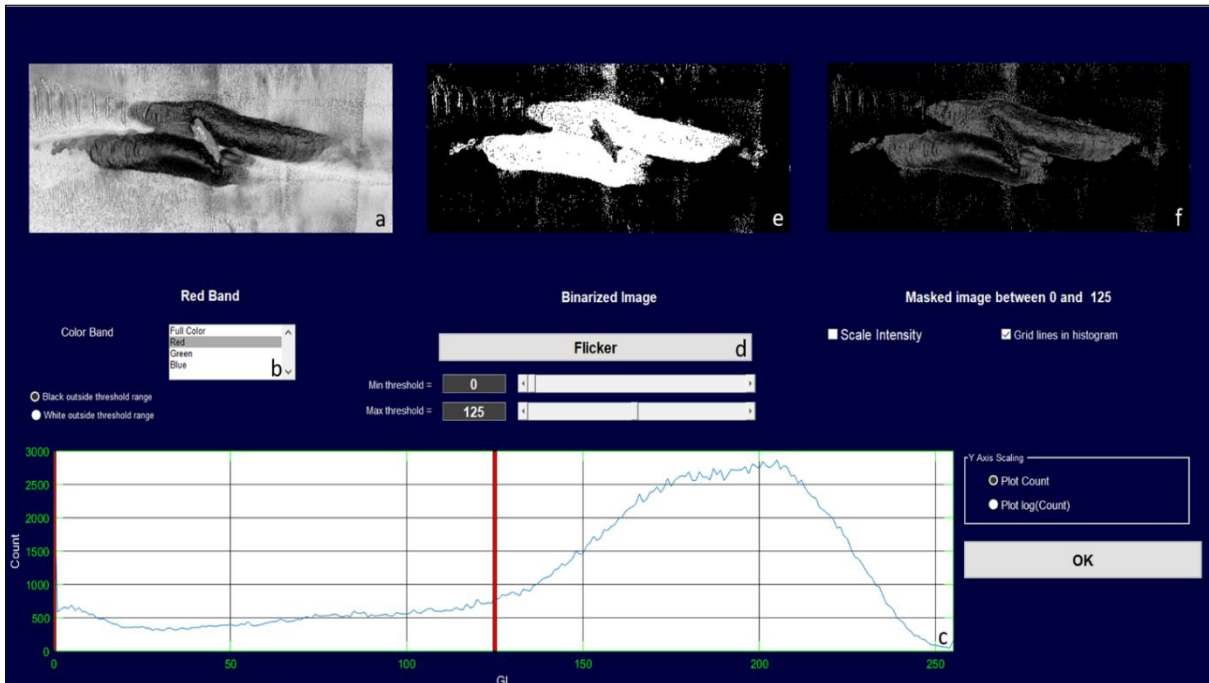 a
e
f
Red Band
Binarized Image
Masked image between 0 and 125
Color Band
Full Color
Red
Green
Blue
b
Flicker
d
Scale Intensity
Grid lines in histogram
Min threshold =
0
Black outside threshold range
White outside threshold range
Max threshold =
125
3000
2500
2000
1500
1000
500
0
Count
c
0
50
100
150
200
250
GL
Y Axis Scaling
Plot Count
Plot log(Count)
OK